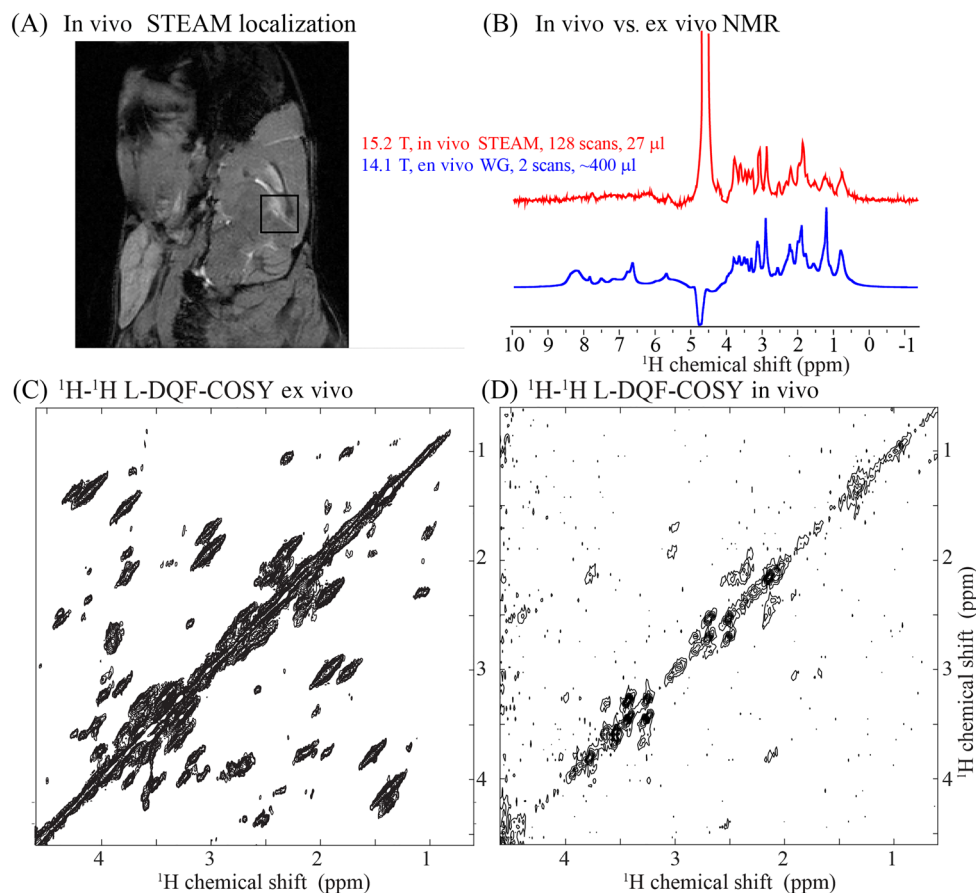 (A) In vivo STEAM localization
(B) In vivo vs. ex vivo NMR
15.2 T, in vivo STEAM, 128 scans, 27 µl
14.1 T, en vivo WG, 2 scans, ~400 µl
10 9 8 7 6 5 4 3 2 1 0 -1
¹H chemical shift (ppm)
(C) ¹H-¹H L-DQF-COSY ex vivo
(D) ¹H-¹H L-DQF-COSY in vivo
1
2
3
4
¹H chemical shift (ppm)
4 3 2 1
4 3 2 1
¹H chemical shift (ppm)
¹H chemical shift (ppm)